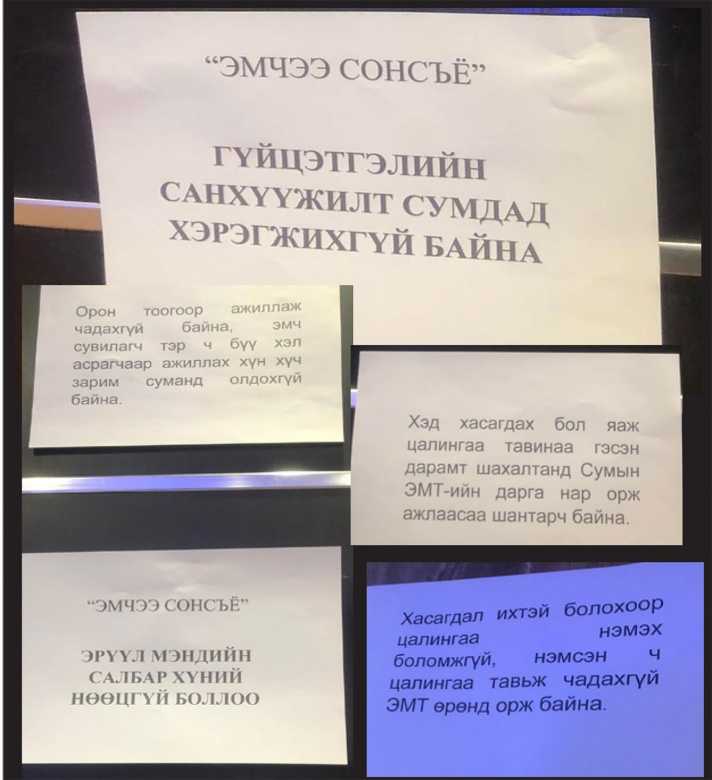 “ЭМЧЭЭ СОНСЪЁ”
ГҮЙЦЭТГЭЛИЙН
САНХҮҮЖИЛТ СУМДАД
ХЭРЭГЖИХГҮЙ БАЙНА
Орон тоогоор ажиллаж
чадахгүй байна, эмч
сувилагч тэр ч бүү хэл
асрагчаар ажиллах хүн хүч
зарим суманд олдохгүй
байна.
Хэд хасагдах бол яаж
цалингаа тавинаа гэсэн
дарамт шахалтанд Сумын
ЭМТ-ийн дарга нар орж
ажлаасаа шантарч байна.
“ЭМЧЭЭ СОНСЪЁ”
ЭРҮҮЛ МЭНДИЙН
САЛБАР ХҮНИЙ
НӨӨЦГҮЙ БОЛЛОО
Хасагдал ихтэй болохоор
цалингаа нэмэх
боломжгүй, нэмсэн ч
цалингаа тавьж чадахгүй
ЭМТ өрөнд орж байна.